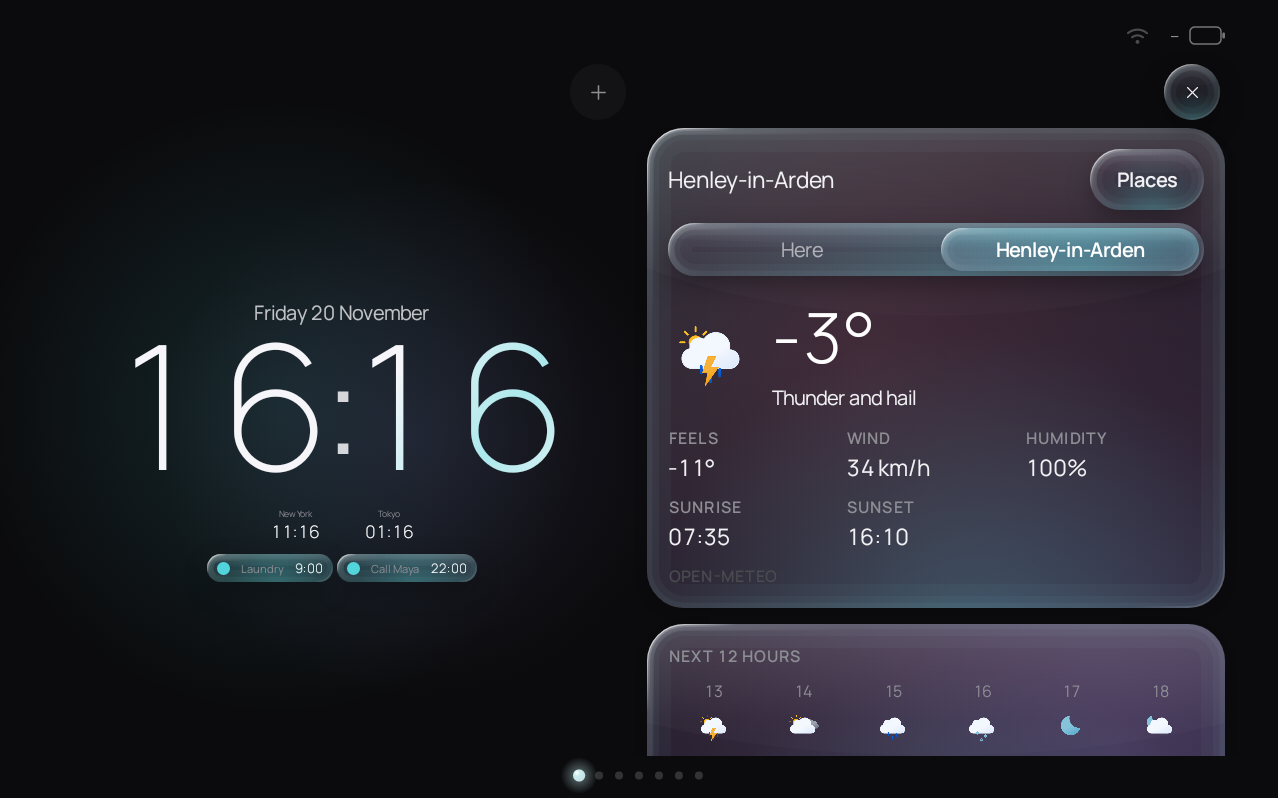 –
+
Friday 20 November
16:16
New York
11:16
Tokyo
01:16
Laundry 9:00
Call Maya 22:00
Henley-in-Arden
Places
Here
Henley-in-Arden
-3°
Thunder and hail
FEELS
-11°
WIND
34 km/h
HUMIDITY
100%
SUNRISE
07:35
SUNSET
16:10
OPEN-METEO
NEXT 12 HOURS
13 14 15 16 17 18